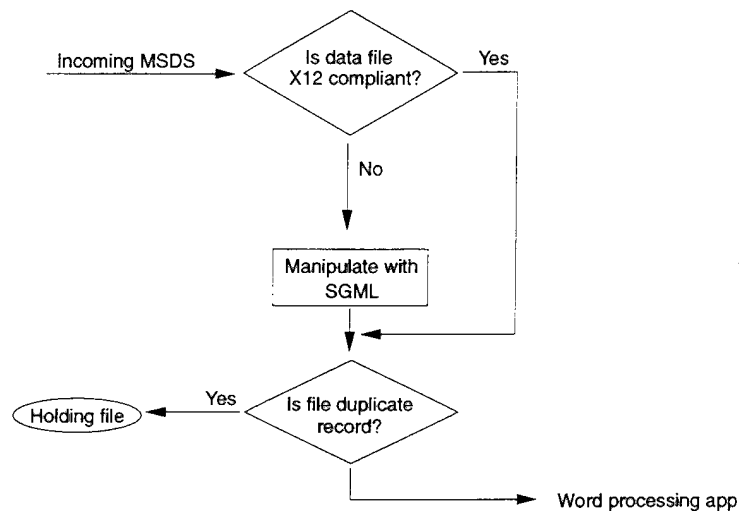 Incoming MSDS
Is data file
X12 compliant?
Yes
No
Manipulate with
SGML
Yes
Holding file
Is file duplicate
record?
Word processing app